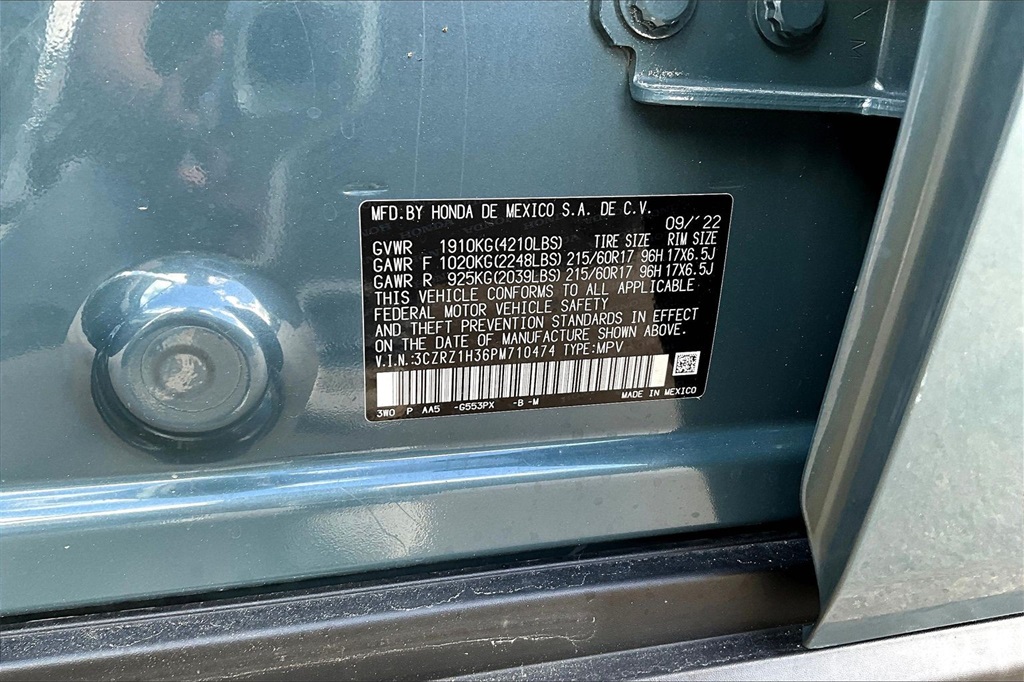 MFD.BY HONDA DE MEXICO S.A. DE C.V.
09/´22
GVWR 1910KG(4210LBS) TIRE SIZE RIM SIZE
GAWR F 1020KG(2248LBS) 215/60R17 96H 17X6.5J
GAWR R 925KG(2039LBS) 215/60R17 96H 17X6.5J
THIS VEHICLE CONFORMS TO ALL APPLICABLE
FEDERAL MOTOR VEHICLE SAFETY
AND THEFT PREVENTION STANDARDS IN EFFECT
ON THE DATE OF MANUFACTURE SHOWN ABOVE.
V.I.N.:3CZRZ1H36PM710474 TYPE:MPV
3W0 P AA5 -G553PX -B -M MADE IN MEXICO